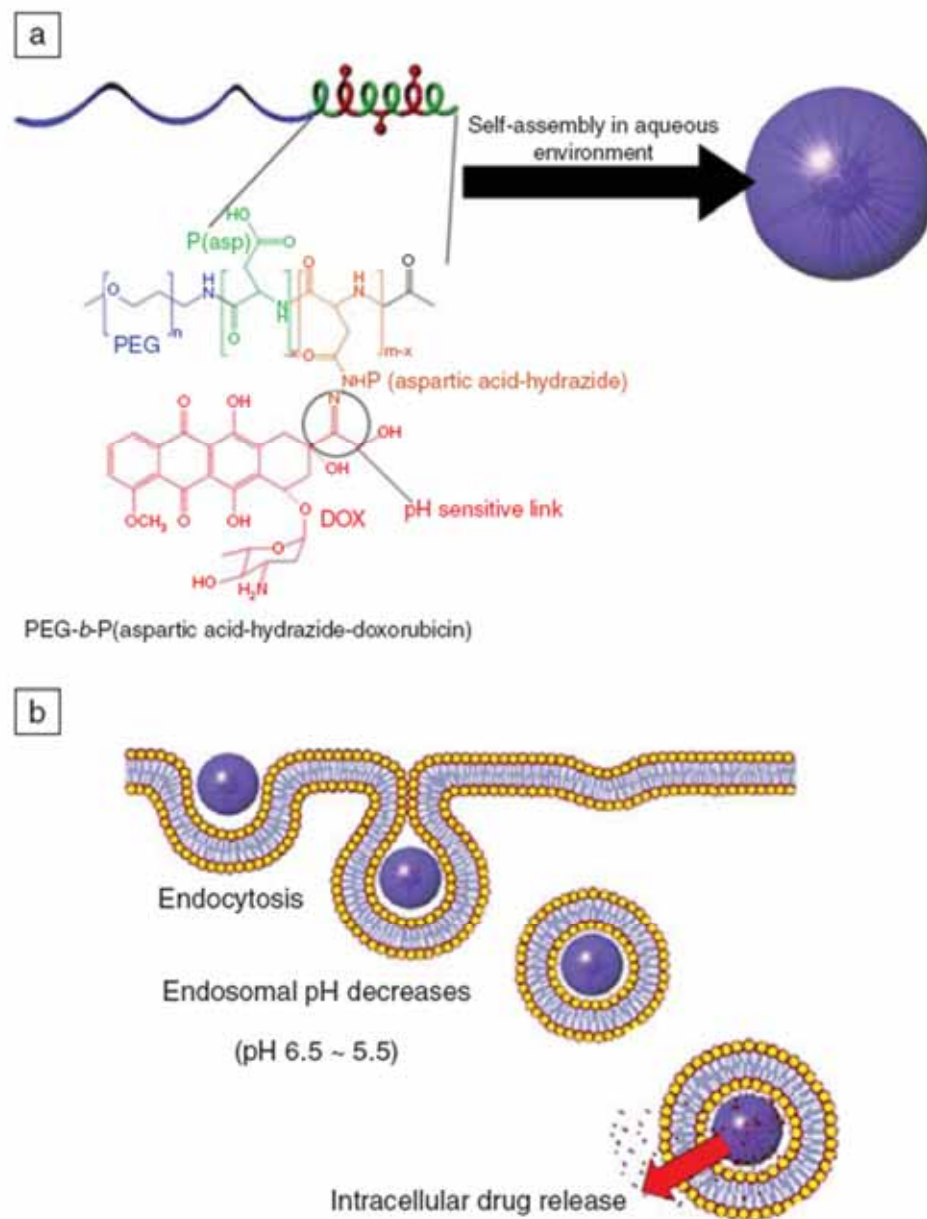 a
Self-assembly in aqueous
environment
HO
P(asp)
O
O
H
N
O
H
N
O
O
N
H
PEG
n
O
x
O
m-x
NHP (aspartic acid-hydrazide)
N
O
OH
OH
OH
O
DOX
pH sensitive link
OCH3
O
OH
O
HO
H2N
PEG-b-P(aspartic acid-hydrazide-doxorubicin)
b
Endocytosis
Endosomal pH decreases
(pH 6.5 ~ 5.5)
Intracellular drug release